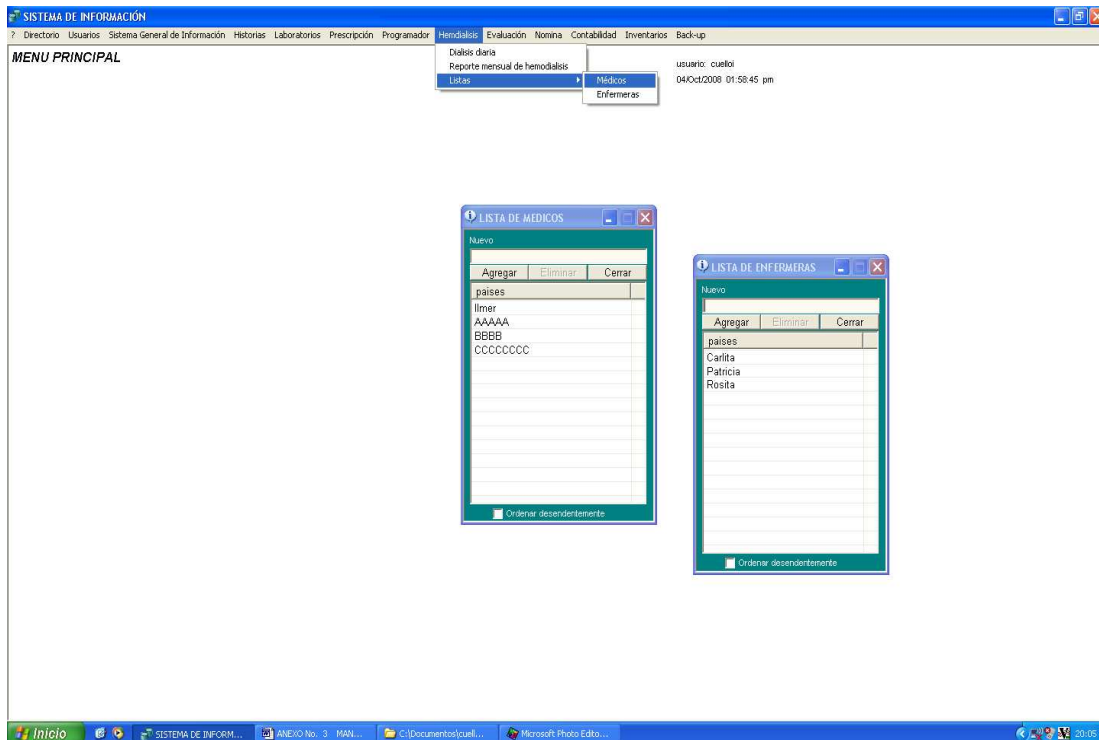 SISTEMA DE INFORMACIÓN
? Directorio Usuarios Sistema General de Información Historias Laboratorios Prescripción Programador Hemdialsis Evaluación Nomina Contabilidad Inventarios Back-up
MENU PRINCIPAL
Dialisis diaria
Reporte mensual de hemodialisis
Listas
Médicos
Enfermeras
usuario: cuelloi
04/Oct/2008 01:58:45 pm
LISTA DE MEDICOS
Nuevo
Agregar Eliminar Cerrar
paises
Ilmer
AAAAA
BBBB
CCCCCCCC
Ordenar desendentemente
LISTA DE ENFERMERAS
Nuevo
Agregar Eliminar Cerrar
paises
Carlita
Patricia
Rosita
Ordenar desendentemente
Inicio SISTEMA DE INFORM... ANEXO No. 3 MAN... C:\Documentos\cuell... Microsoft Photo Edito... 20:05